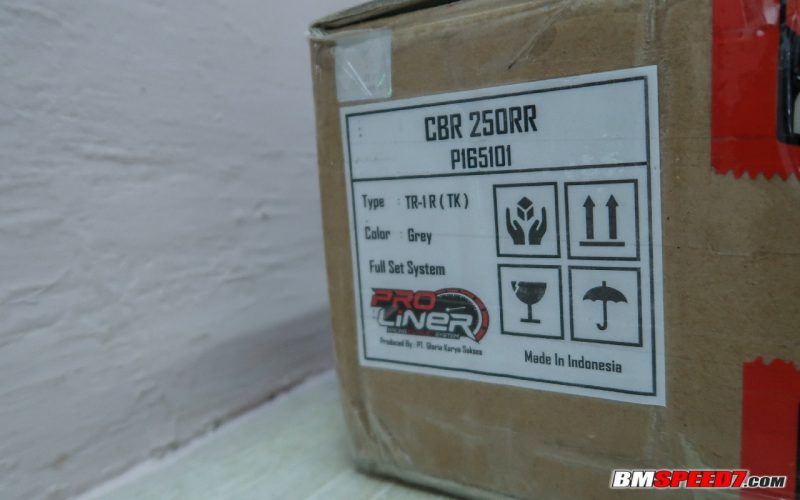 CBR 250RR
P165101
Type : TR-1 R ( TK )
Color : Grey
Full Set System
PRO
LINER
Produced By : PT. Gloria Karya Sukses
Made In Indonesia
BMSPEED7.COM